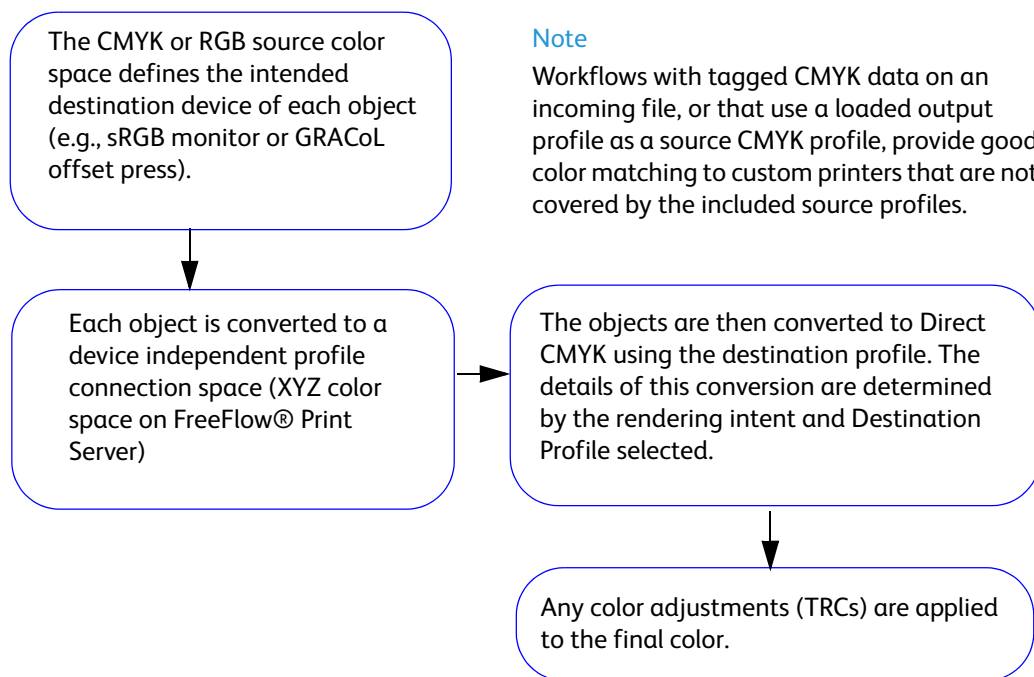 The CMYK or RGB source color
space defines the intended
destination device of each object
(e.g., sRGB monitor or GRACoL
offset press).
Note
Workflows with tagged CMYK data on an
incoming file, or that use a loaded output
profile as a source CMYK profile, provide good
color matching to custom printers that are not
covered by the included source profiles.
Each object is converted to a
device independent profile
connection space (XYZ color
space on FreeFlow® Print
Server)
The objects are then converted to Direct
CMYK using the destination profile. The
details of this conversion are determined
by the rendering intent and Destination
Profile selected.
Any color adjustments (TRCs) are applied
to the final color.